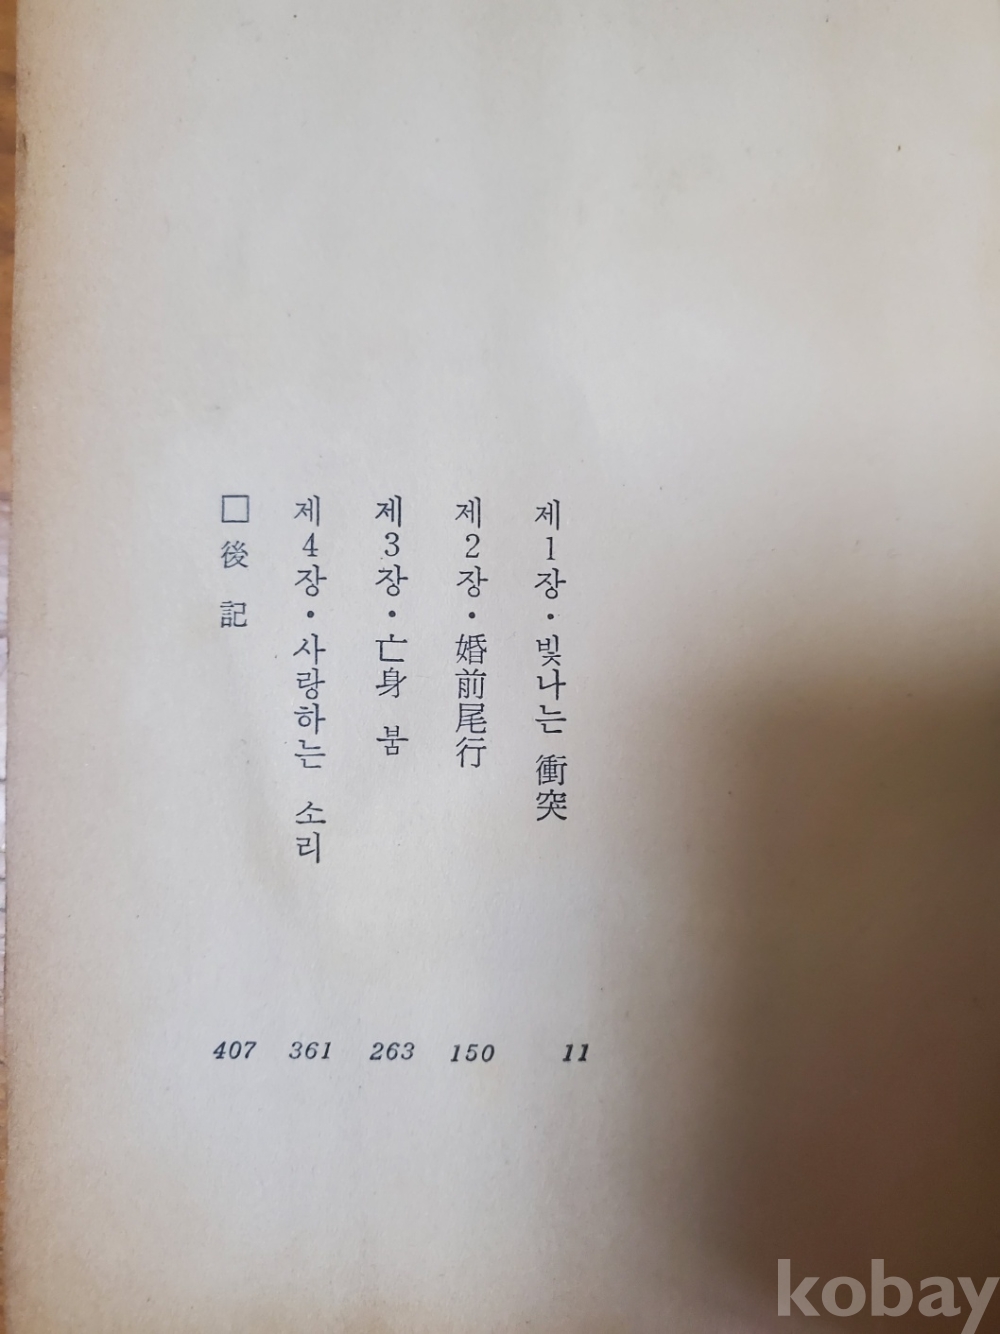 제1장・빛나는 衝突 11
제2장・婚前尾行 150
제3장・亡身 붐 263
제4장・사랑하는 소리 361
□ 後記 407
kobay